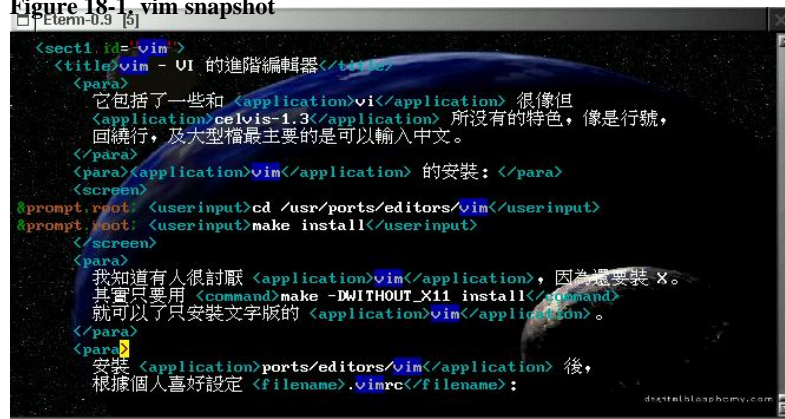 Figure 18-1. vim snapshot
Eterm-0.9 [5]
<sect1 id="vim">
<title>vim - VI 的進階編輯器</title>
<para>
它包括了一些和 <application>vi</application> 很像但
<application>celvis-1.3</application> 所沒有的特色，像是行號，
回繞行，及大型檔最主要的是可以輸入中文。
</para>
<para><application>vim</application> 的安裝: </para>
<screen>
&prompt.root; <userinput>cd /usr/ports/editors/vim</userinput>
&prompt.root; <userinput>make install</userinput>
</screen>
<para>
我知道有人很討厭 <application>vim</application>，因為還要裝 X。
其實只要用 <command>make -DWITHOUT_X11 install</command>
就可以了只安裝文字版的 <application>vim</application>。
</para>
<para>
安裝 <application>ports/editors/vim</application> 後，
根據個人喜好設定 <filename>.vimrc</filename>:
digitalblasphemy.com